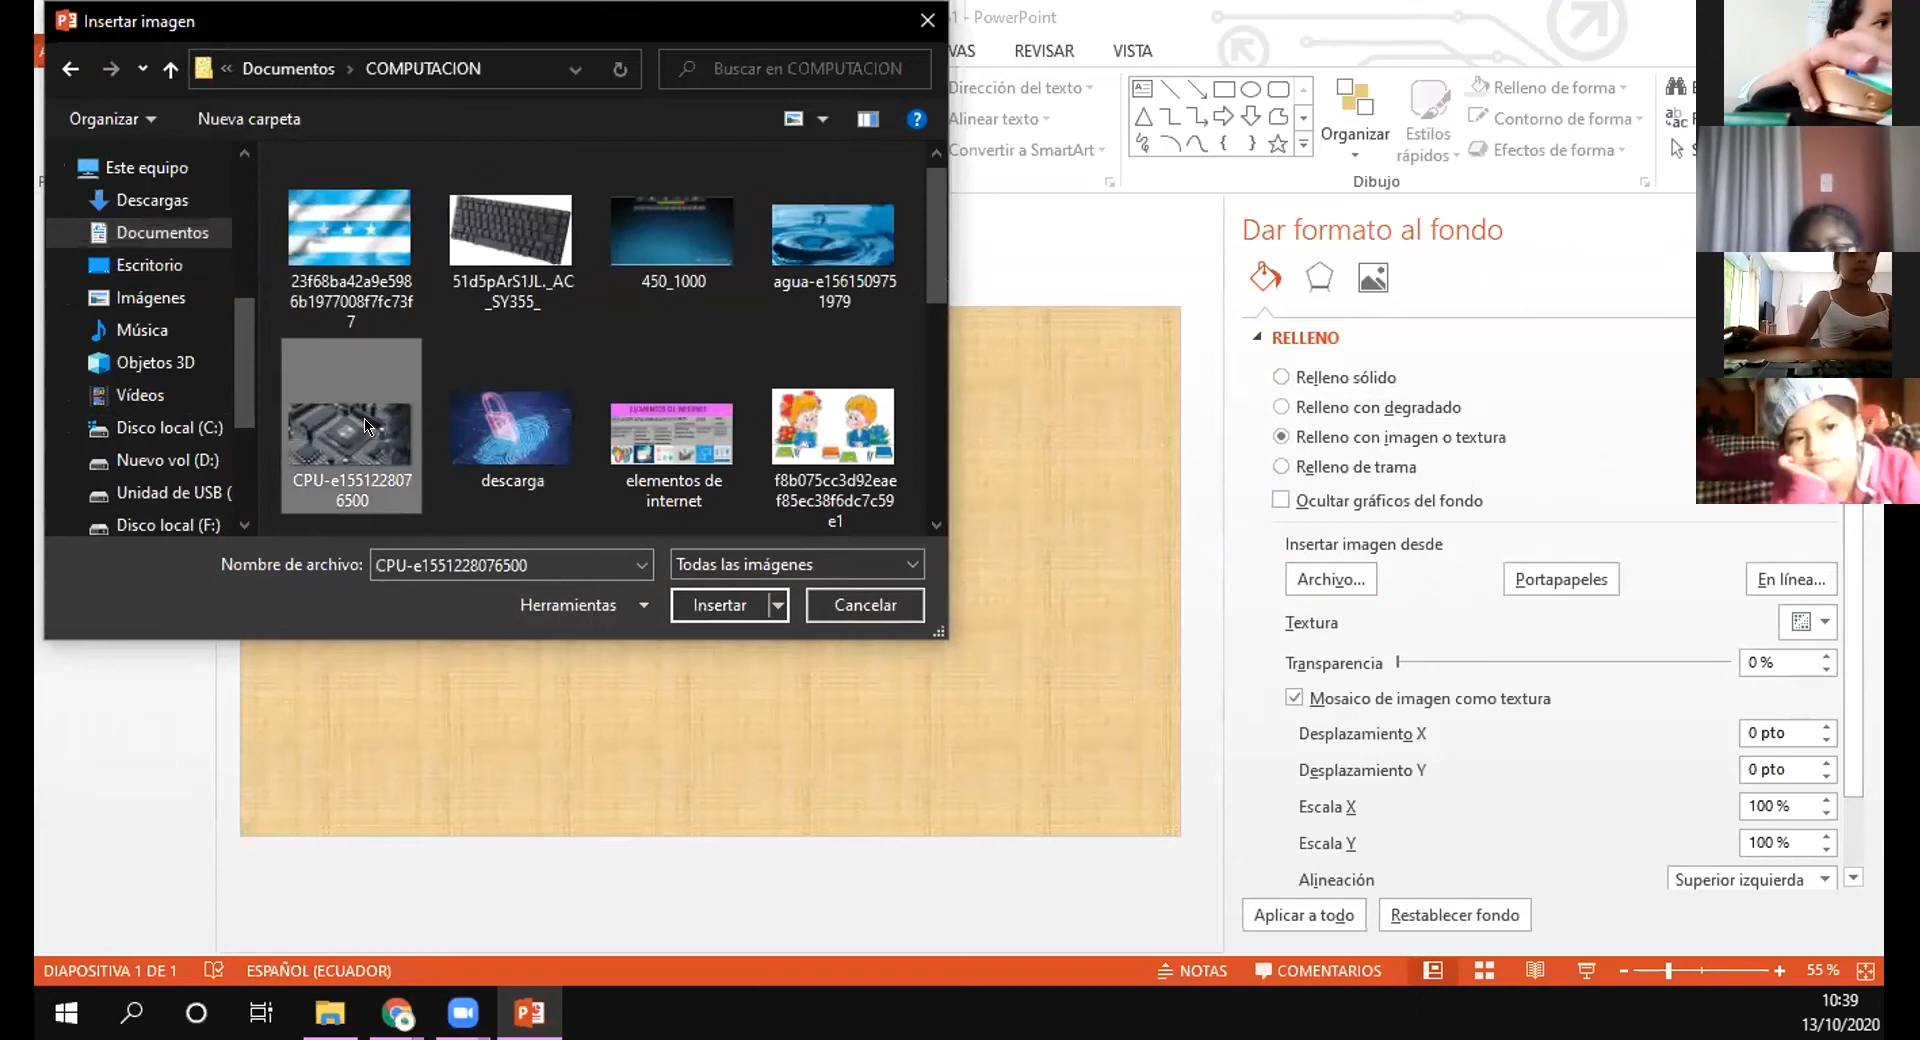 Insertar imagen
1 - PowerPoint
« Documentos › COMPUTACION
Buscar en COMPUTACION
Organizar
Nueva carpeta
Este equipo
Descargas
Documentos
Escritorio
Imágenes
Música
Objetos 3D
Vídeos
Disco local (C:)
Nuevo vol (D:)
Unidad de USB (
Disco local (F:)
23f68ba42a9e598
6b1977008f7fc73f
7
51d5pArS1JL._AC
_SY355_
450_1000
agua-e156150975
1979
CPU-e155122807
6500
descarga
ELEMENTOS DE INTERNET
elementos de
internet
f8b075cc3d92eae
f85ec38f6dc7c59
e1
Nombre de archivo:
CPU-e1551228076500
Todas las imágenes
Herramientas
Insertar
Cancelar
VAS
REVISAR
VISTA
Dirección del texto
Alinear texto
Convertir a SmartArt
Organizar
Estilos
rápidos
Relleno de forma
Contorno de forma
Efectos de forma
Dibujo
Dar formato al fondo
RELLENO
Relleno sólido
Relleno con degradado
Relleno con imagen o textura
Relleno de trama
Ocultar gráficos del fondo
Insertar imagen desde
Archivo...
Portapapeles
En línea...
Textura
Transparencia
0 %
Mosaico de imagen como textura
Desplazamiento X
0 pto
Desplazamiento Y
0 pto
Escala X
100 %
Escala Y
100 %
Alineación
Superior izquierda
Aplicar a todo
Restablecer fondo
DIAPOSITIVA 1 DE 1
ESPAÑOL (ECUADOR)
NOTAS
COMENTARIOS
55 %
10:39
13/10/2020